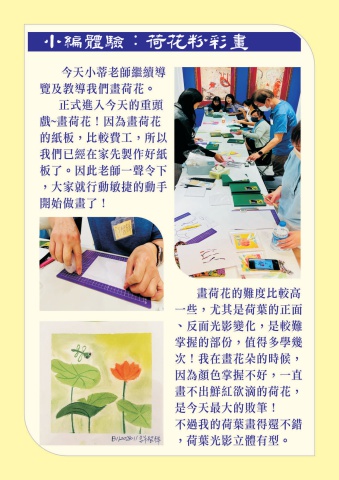 小編體驗：荷花粉彩畫
今天小蒂老師繼續導
覽及教導我們畫荷花。
正式進入今天的重頭
戲~畫荷花！因為畫荷花
的紙板，比較費工，所以
我們已經在家先製作好紙
板了。因此老師一聲令下
，大家就行動敏捷的動手
開始做畫了！
畫荷花的難度比較高
一些，尤其是荷葉的正面
、反面光影變化，是較難
掌握的部份，值得多學幾
次！我在畫花朵的時候，
因為顏色掌握不好，一直
畫不出鮮紅欲滴的荷花，
是今天最大的敗筆！
不過我的荷葉畫得還不錯
，荷葉光影立體有型。